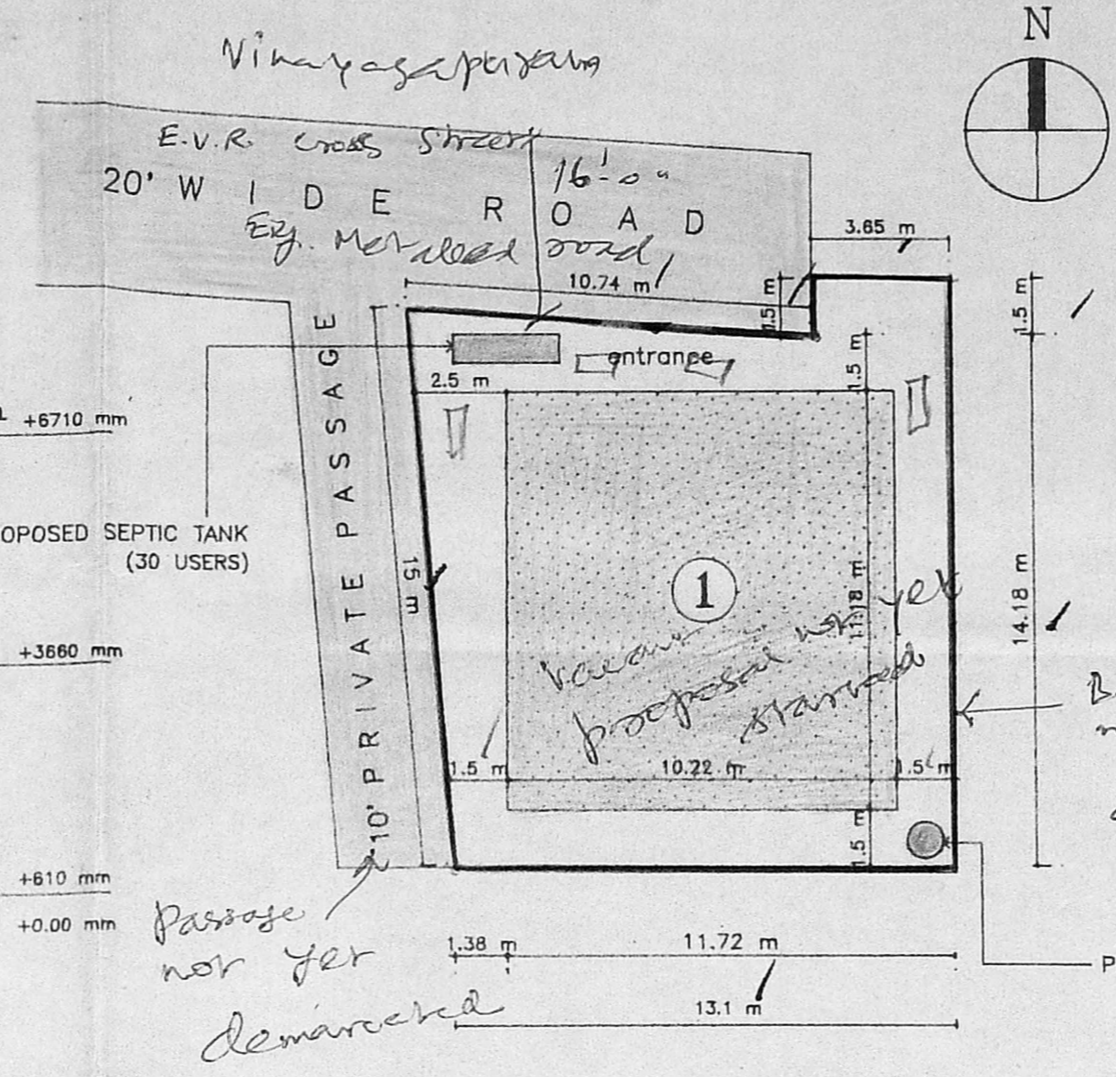 N
Vinayagapuram
E.V.R. Cross Street
16'-0"
20' WIDE ROAD
Exg. Metalled road
3.65 m
10.74 m
1.5 m
1.5 m
1.5 m
entrance
2.5 m
+6710 mm
10' PRIVATE PASSAGE
OPOSED SEPTIC TANK
(30 USERS)
15 m
1
11.18 m
14.18 m
Vacant
proposal not yet
started
+3660 mm
B
1.5 m
10.22 m
1.5 m
1.5 m
+610 mm
+0.00 mm
Passage
not yet
demarcated
1.38 m
11.72 m
P
13.1 m